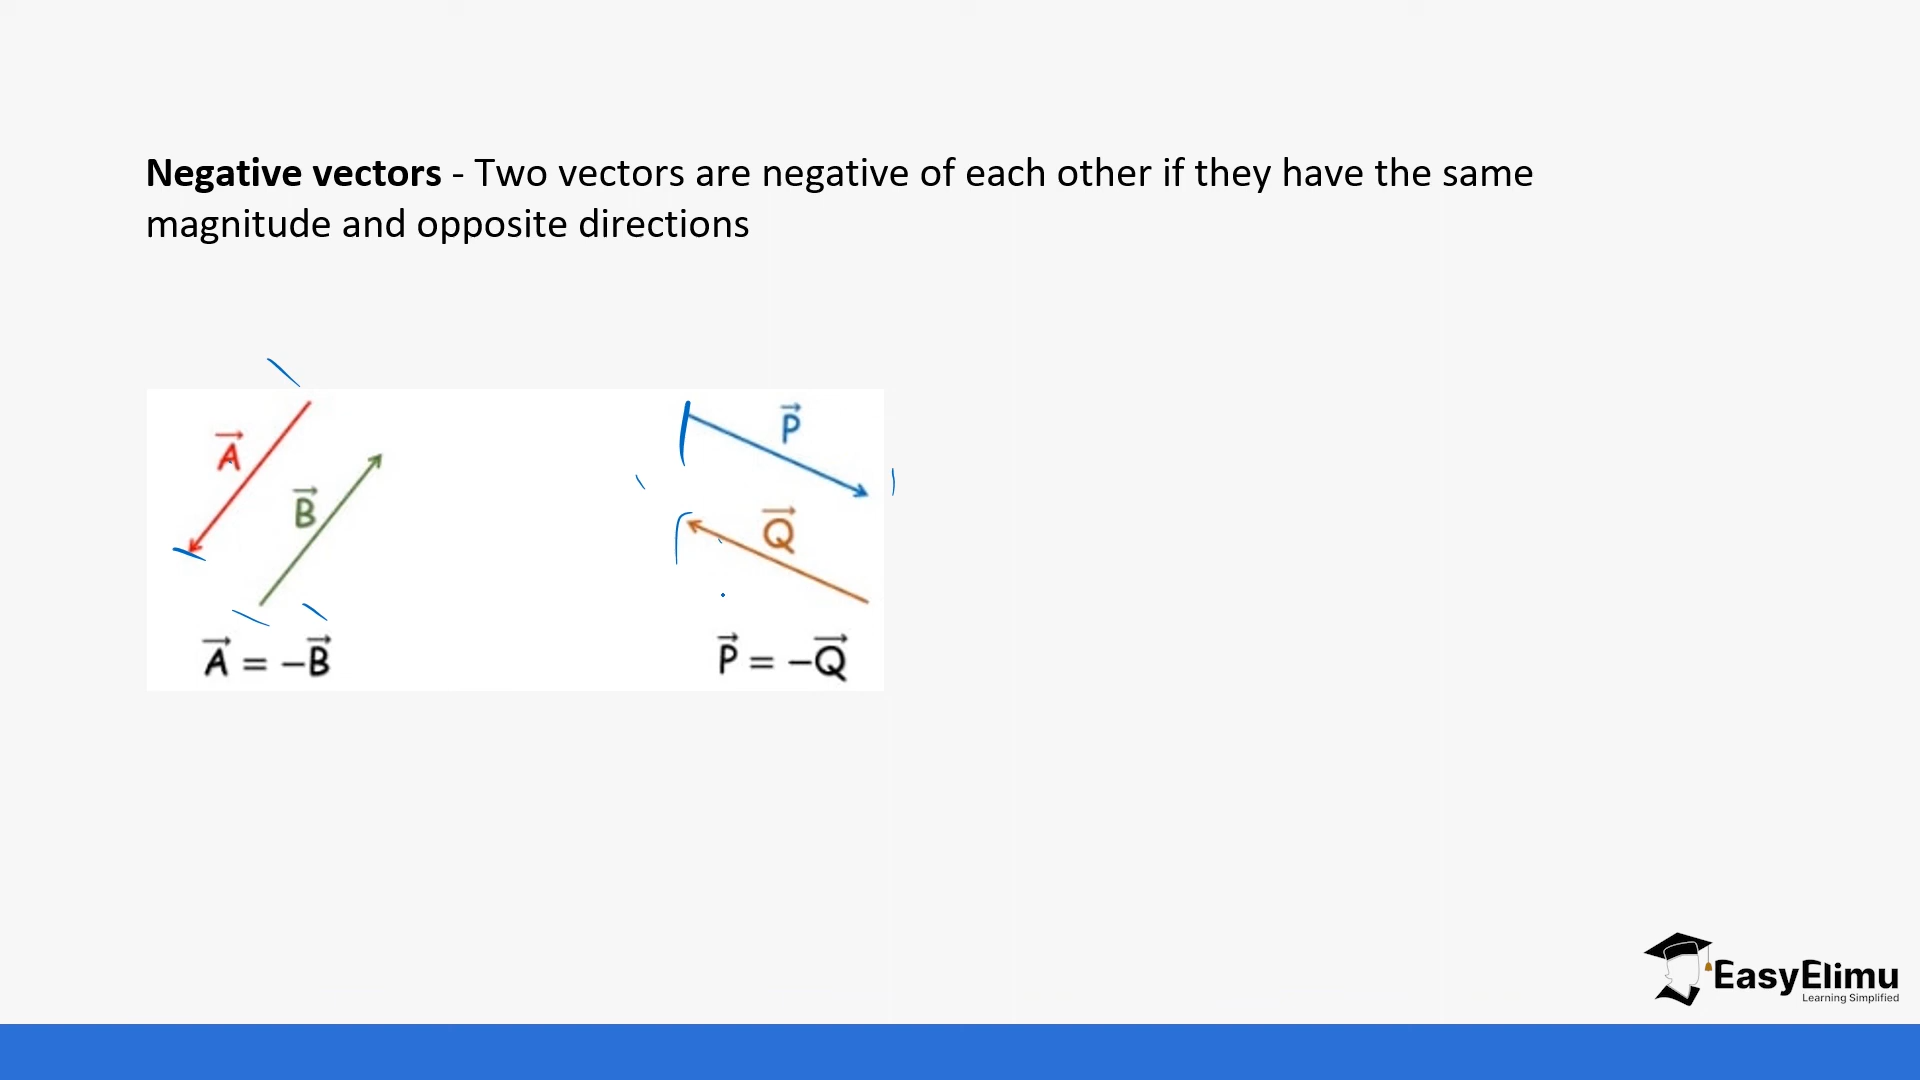 Negative vectors - Two vectors are negative of each other if they have the same
magnitude and opposite directions
A⃗
P⃗
B⃗
Q⃗
A⃗ = −B⃗
P⃗ = −Q⃗
EasyElimu
Learning Simplified